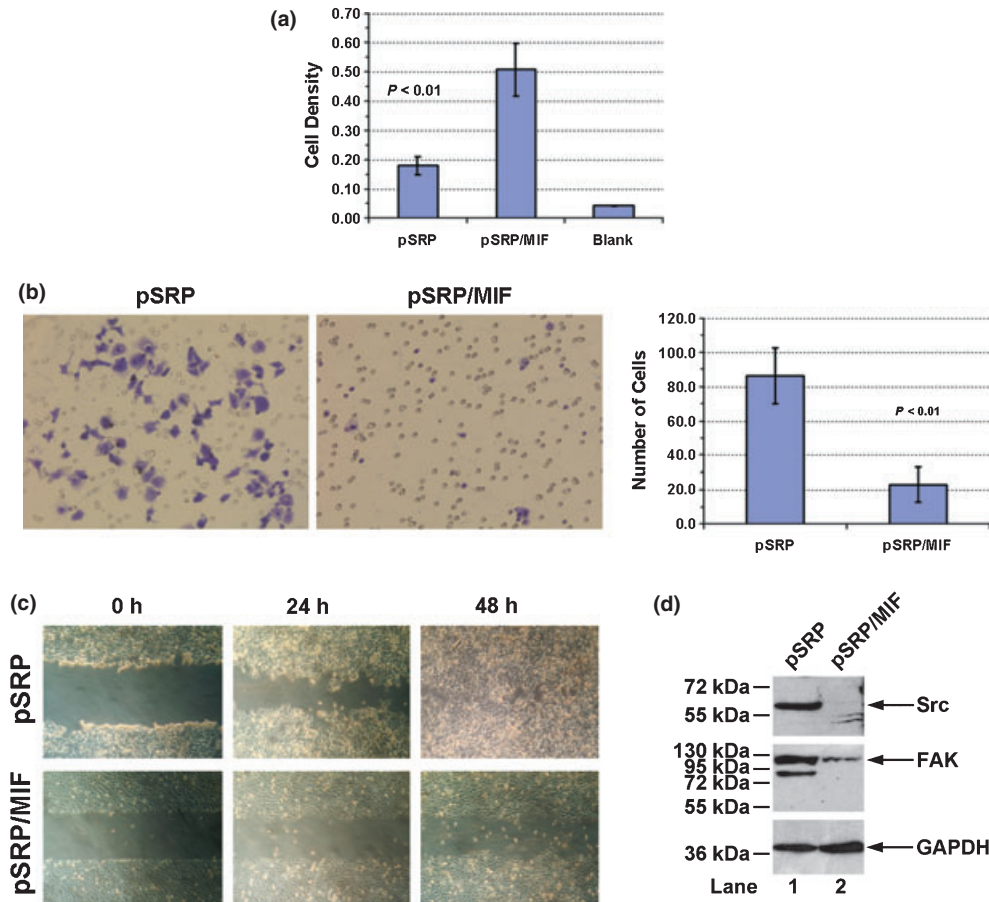 (a)
0.70
0.60
0.50
0.40
0.30
0.20
0.10
0.00
Cell Density
P < 0.01
pSRP pSRP/MIF Blank
(b)
pSRP pSRP/MIF
120.0
100.0
80.0
60.0
40.0
20.0
0.0
Number of Cells
P < 0.01
pSRP pSRP/MIF
(c)
0 h 24 h 48 h
pSRP
pSRP/MIF
(d)
pSRP pSRP/MIF
72 kDa
55 kDa
Src
130 kDa
95 kDa
72 kDa
55 kDa
FAK
36 kDa
GAPDH
Lane 1 2